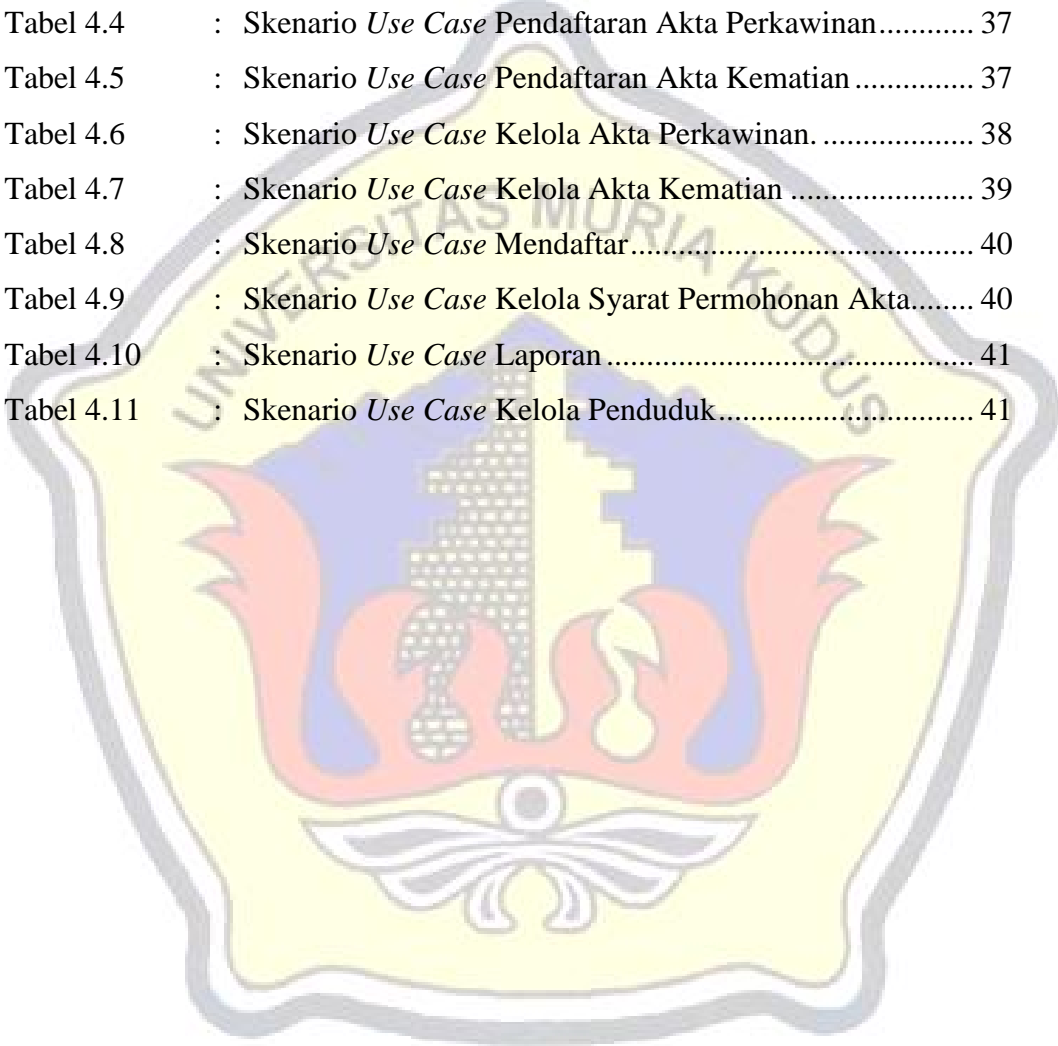 Tabel 4.4 : Skenario Use Case Pendaftaran Akta Perkawinan............ 37
Tabel 4.5 : Skenario Use Case Pendaftaran Akta Kematian ............... 37
Tabel 4.6 : Skenario Use Case Kelola Akta Perkawinan. ................... 38
Tabel 4.7 : Skenario Use Case Kelola Akta Kematian ....................... 39
Tabel 4.8 : Skenario Use Case Mendaftar........................................... 40
Tabel 4.9 : Skenario Use Case Kelola Syarat Permohonan Akta........ 40
Tabel 4.10 : Skenario Use Case Laporan .............................................. 41
Tabel 4.11 : Skenario Use Case Kelola Penduduk................................ 41
UNIVERSITAS MURIA KUDUS